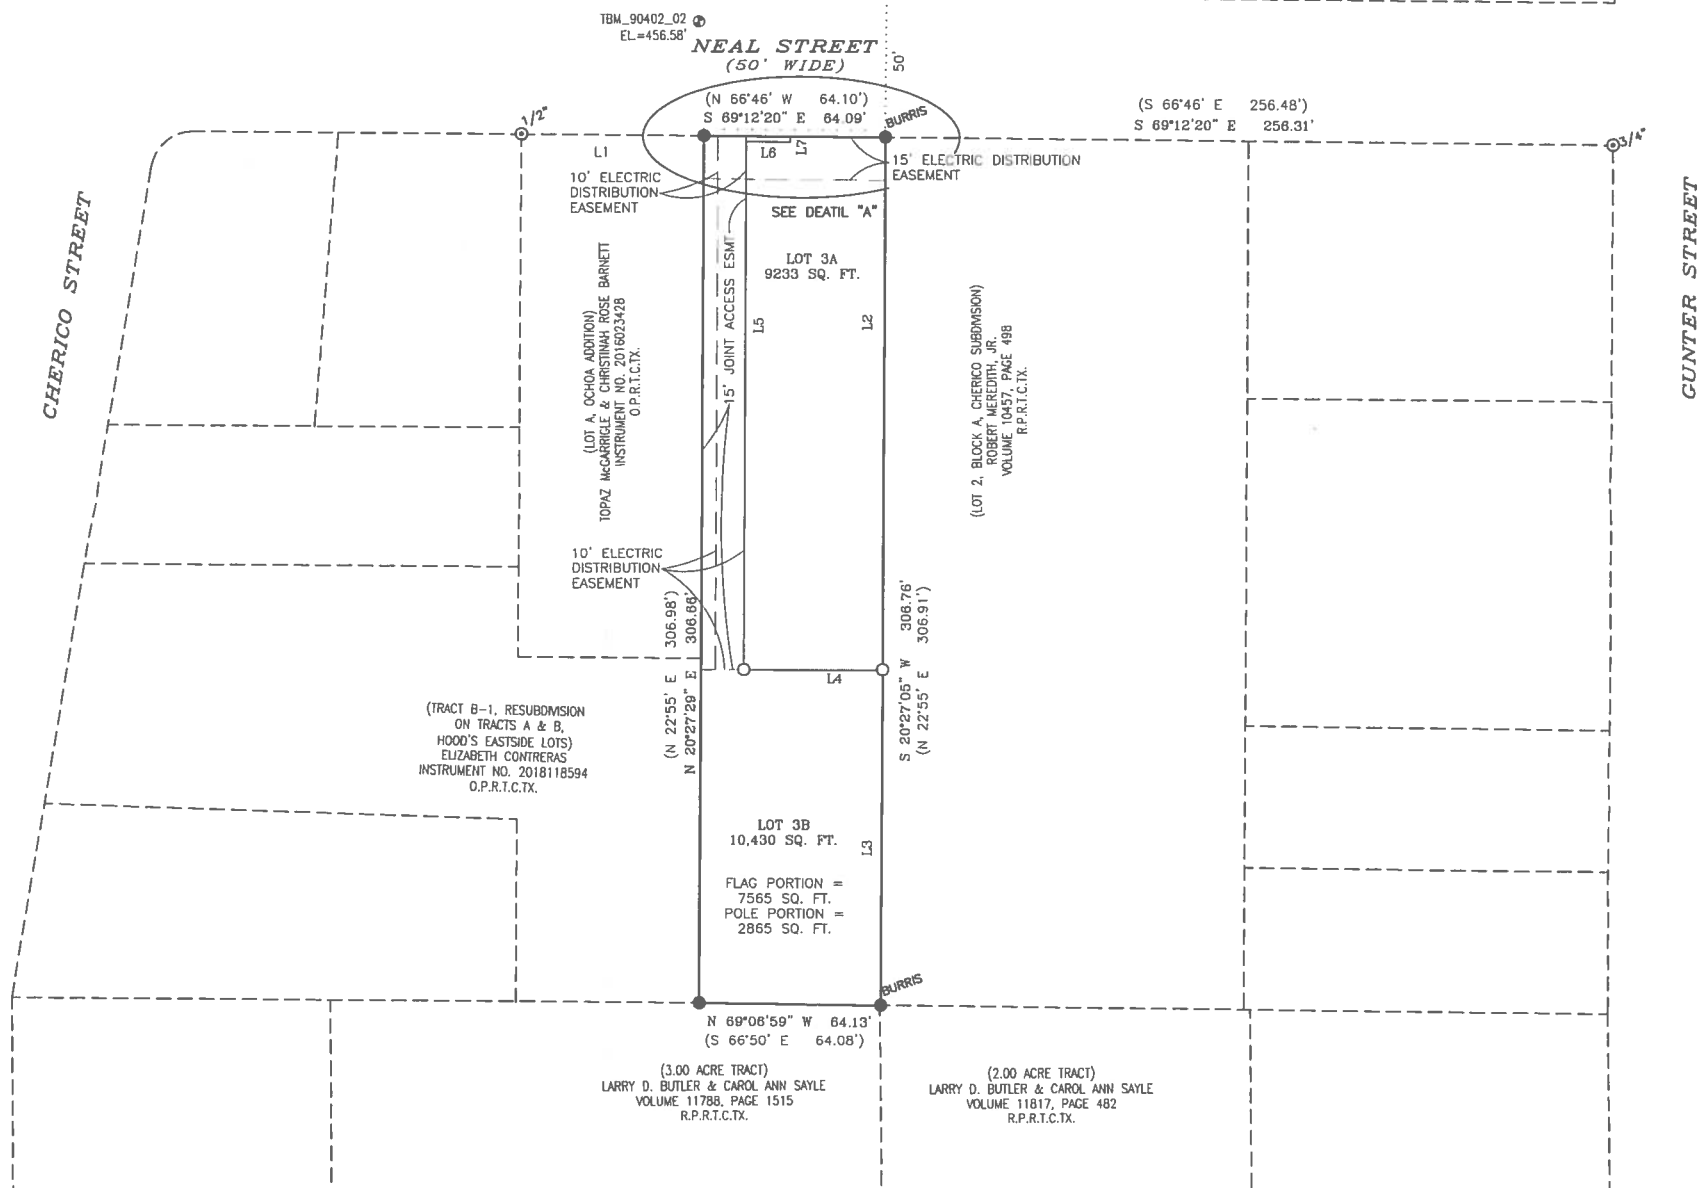 TBM_90402_02
EL.=456.58'
NEAL STREET
(50' WIDE)
50'
(N 66°46' W 64.10')
S 69°12'20" E 64.09'
BURRIS
(S 66°46' E 256.48')
S 69°12'20" E 256.31'
1/2"
3/4"
L1
L6
L7
10' ELECTRIC
DISTRIBUTION
EASEMENT
15' ELECTRIC DISTRIBUTION
EASEMENT
SEE DEATIL "A"
CHERICO STREET
GUNTER STREET
LOT 3A
9233 SQ. FT.
15' JOINT ACCESS ESMT
L5
L2
(LOT A, OCHOA ADDITION)
TOPAZ McGARRIGLE & CHRISTINAH ROSE BARNETT
INSTRUMENT NO. 2016023428
O.P.R.T.C.TX.
(LOT 2, BLOCK A, CHERICO SUBDIVISION)
ROBERT MEREDITH, JR.
VOLUME 10457, PAGE 498
R.P.R.T.C.TX.
10' ELECTRIC
DISTRIBUTION
EASEMENT
(N 22°55' E 306.98')
N 20°27'29" E 306.66'
S 20°27'05" W 306.76'
(N 22°55' E 306.91')
L4
(TRACT B-1, RESUBDIVISION
ON TRACTS A & B,
HOOD'S EASTSIDE LOTS)
ELIZABETH CONTRERAS
INSTRUMENT NO. 2018118594
O.P.R.T.C.TX.
LOT 3B
10,430 SQ. FT.
L3
FLAG PORTION =
7565 SQ. FT.
POLE PORTION =
2865 SQ. FT.
BURRIS
N 69°06'59" W 64.13'
(S 66°50' E 64.08')
(3.00 ACRE TRACT)
LARRY D. BUTLER & CAROL ANN SAYLE
VOLUME 11788, PAGE 1515
R.P.R.T.C.TX.
(2.00 ACRE TRACT)
LARRY D. BUTLER & CAROL ANN SAYLE
VOLUME 11817, PAGE 482
R.P.R.T.C.TX.